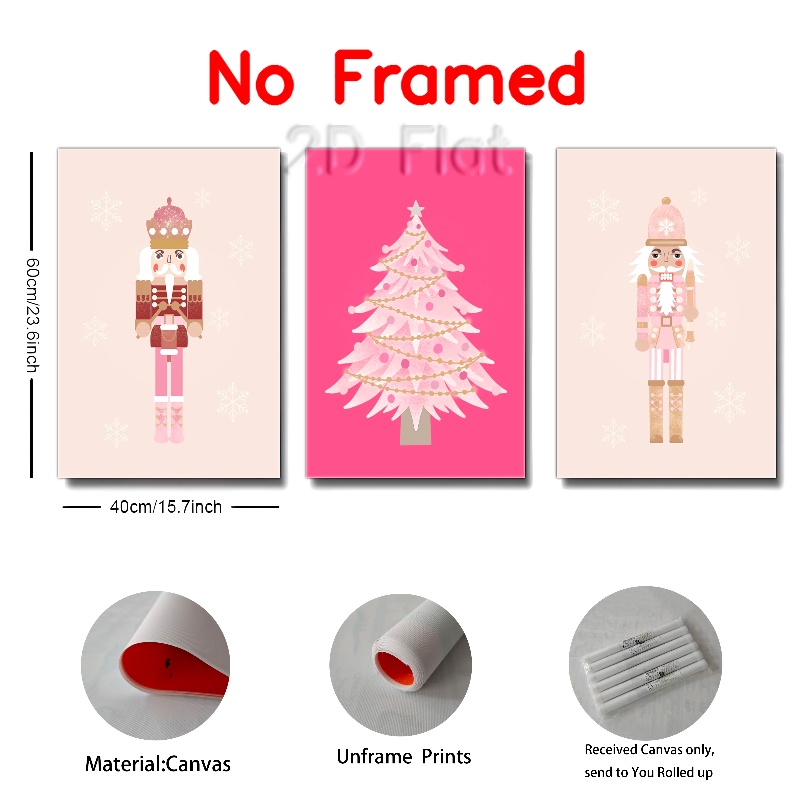 No Framed
2D Flat
60cm/23.6inch
40cm/15.7inch
Material:Canvas
Unframe Prints
Received Canvas only,
send to You Rolled up